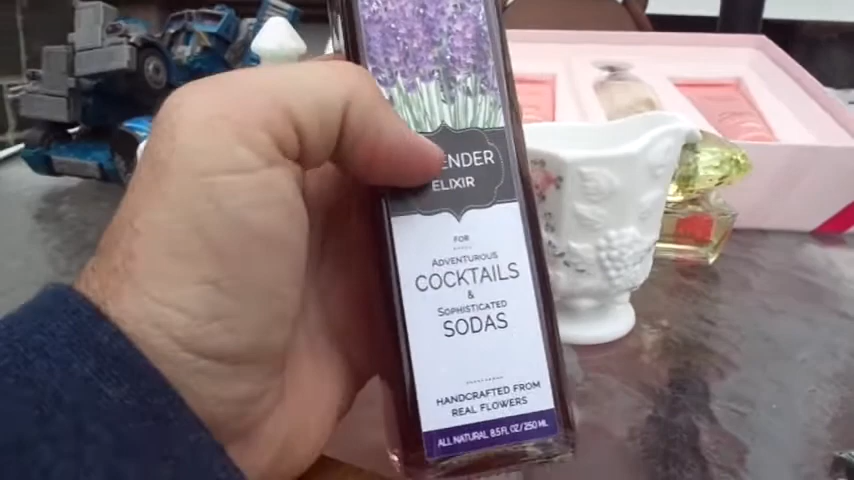 ENDER
ELIXIR
FOR
ADVENTUROUS
COCKTAILS
&
SOPHISTICATED
SODAS
HANDCRAFTED FROM
REAL FLOWERS
ALL NATURAL 8.5 FL OZ / 250 ml